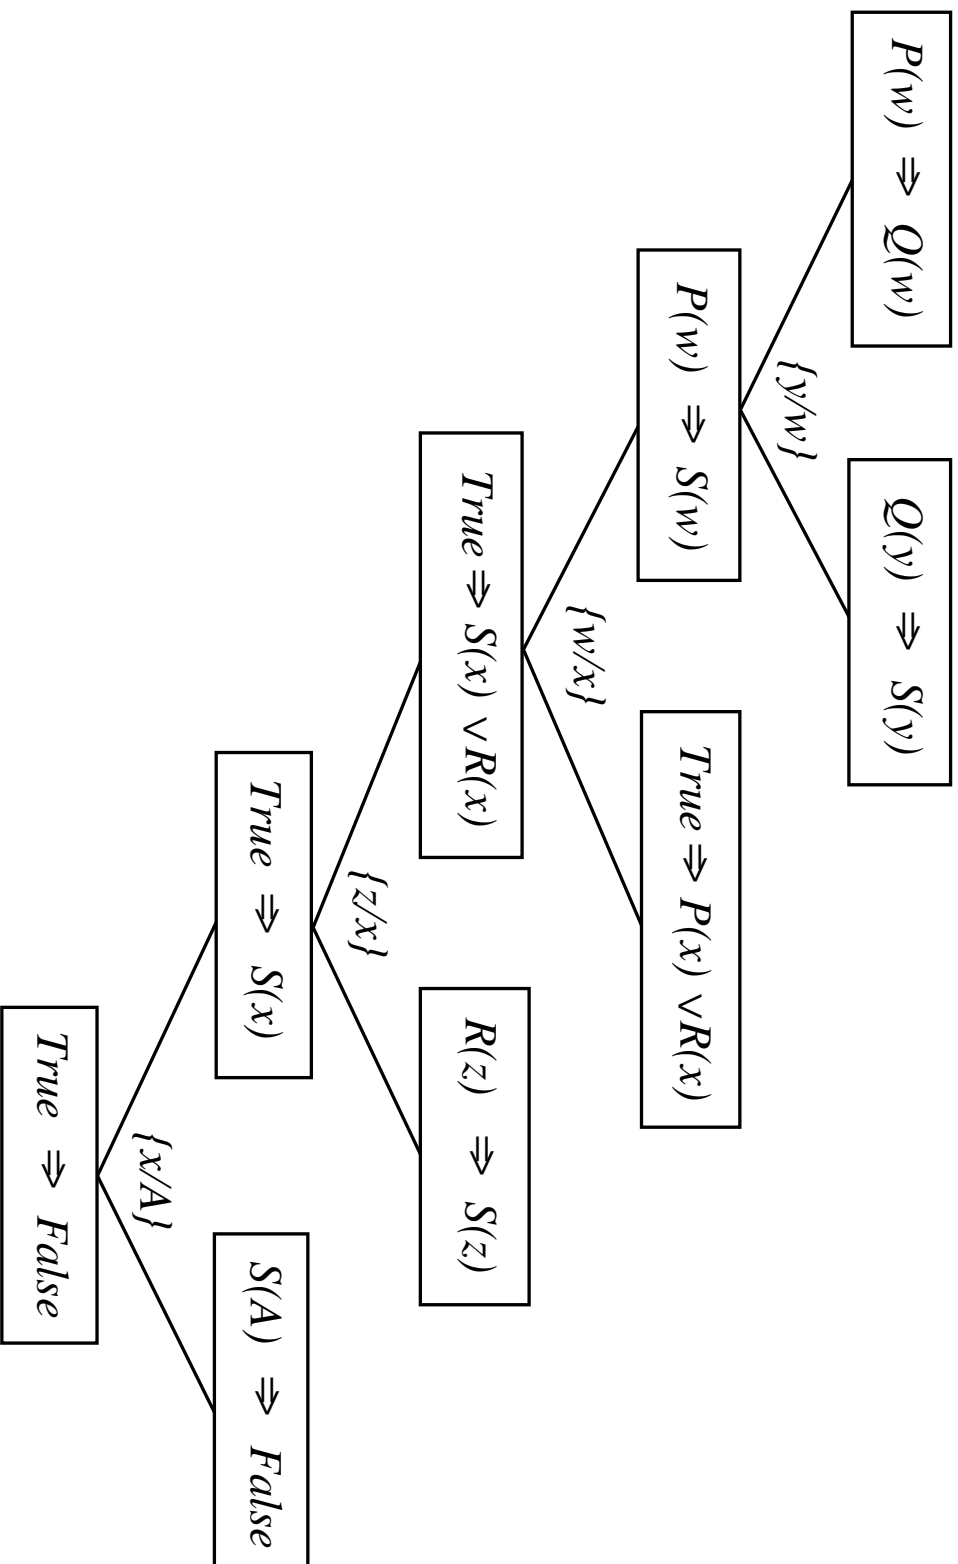 P(w) ⇒ Q(w)
Q(y) ⇒ S(y)
{y/w}
P(w) ⇒ S(w)
True ⇒ P(x) ∨ R(x)
{w/x}
True ⇒ S(x) ∨ R(x)
R(z) ⇒ S(z)
{z/x}
True ⇒ S(x)
S(A) ⇒ False
{x/A}
True ⇒ False